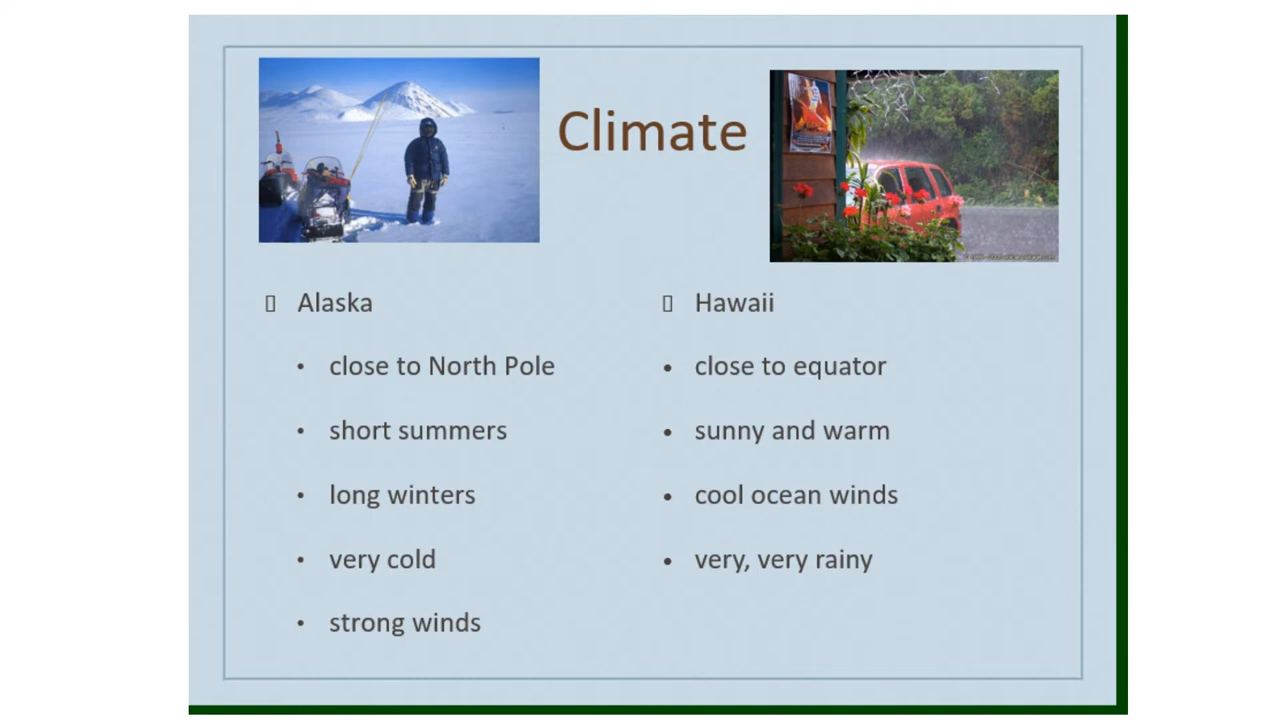 Climate
Alaska
close to North Pole
short summers
long winters
very cold
strong winds
Hawaii
close to equator
sunny and warm
cool ocean winds
very, very rainy